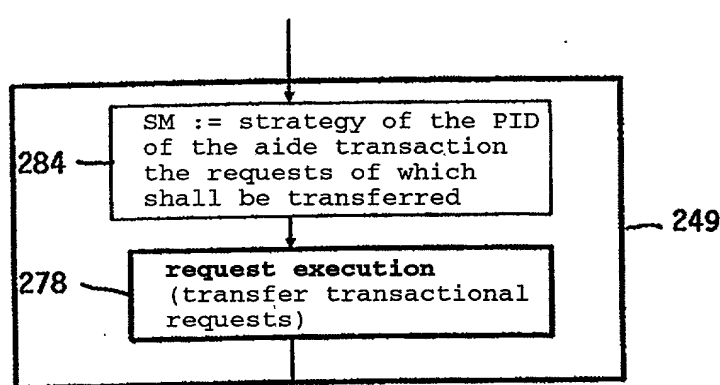 SM := strategy of the PID
of the aide transaction
the requests of which
shall be transferred
284
249
request execution
(transfer transactional
requests)
278